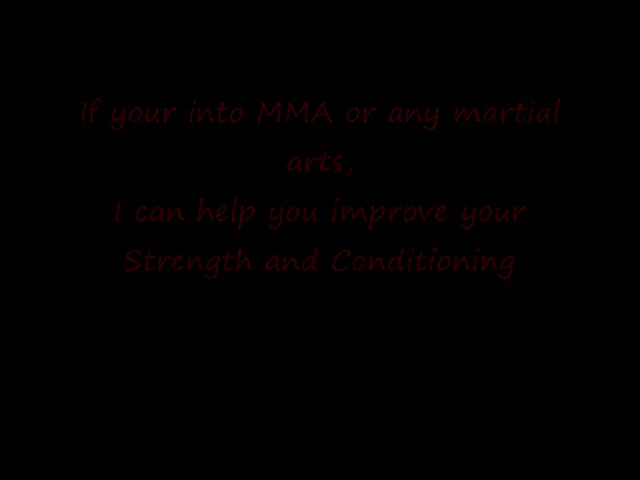 If your into MMA or any martial
arts,
I can help you improve your
Strength and Conditioning